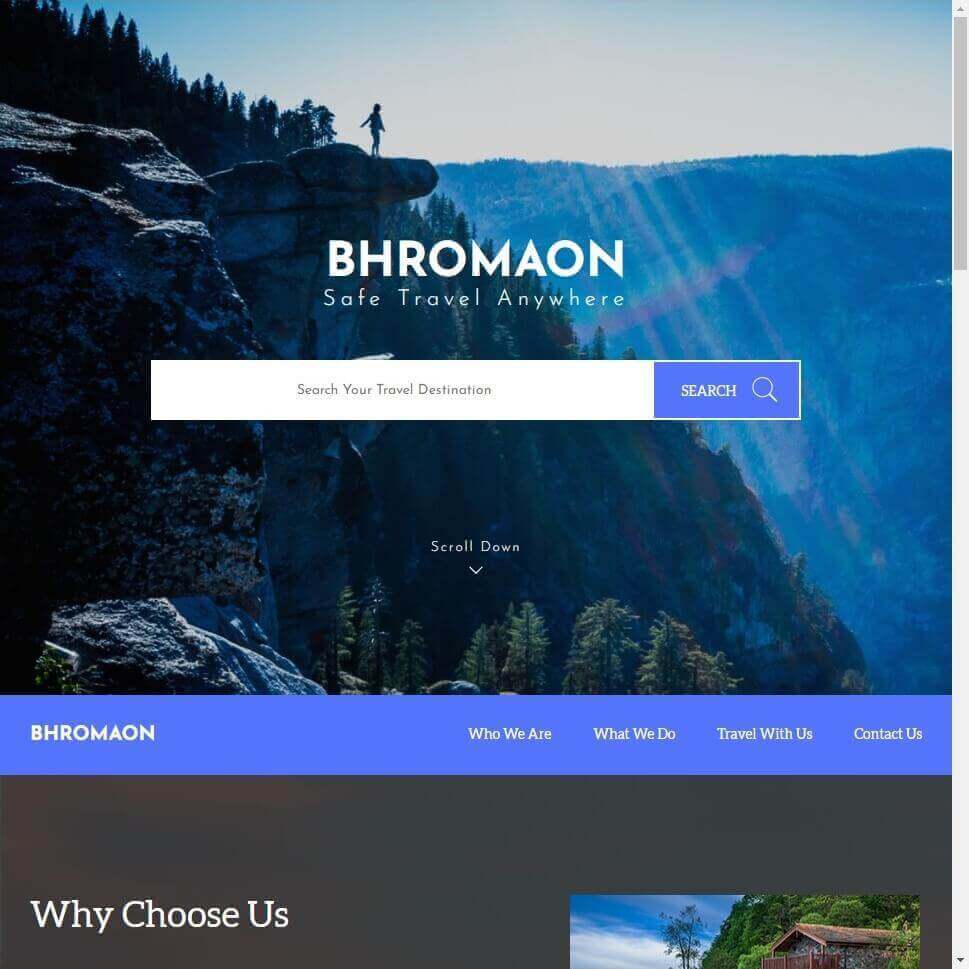 BHROMAON
Safe Travel Anywhere
Search Your Travel Destination
SEARCH
Scroll Down
BHROMAON
Who We Are
What We Do
Travel With Us
Contact Us
Why Choose Us